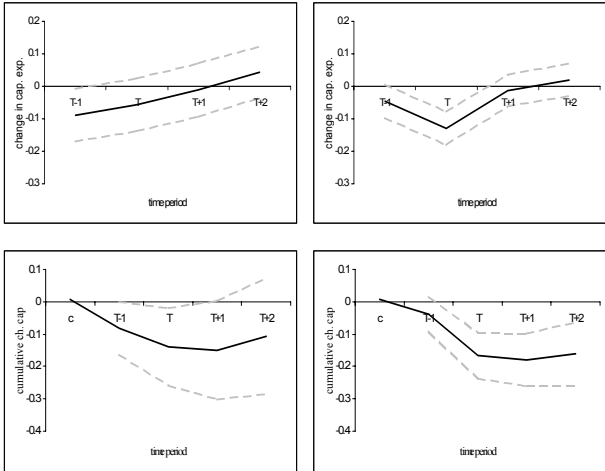 0.2
0.1
0
-0.1
-0.2
-0.3
change in cap. exp.
T-1 T T+1 T+2
time period
0.2
0.1
0
-0.1
-0.2
-0.3
change in cap. exp.
T-1 T T+1 T+2
time period
0.1
0
-0.1
-0.2
-0.3
-0.4
cumulative ch. cap
c T-1 T T+1 T+2
time period
0.1
0
-0.1
-0.2
-0.3
-0.4
cumulative ch. cap
c T-1 T T+1 T+2
time period